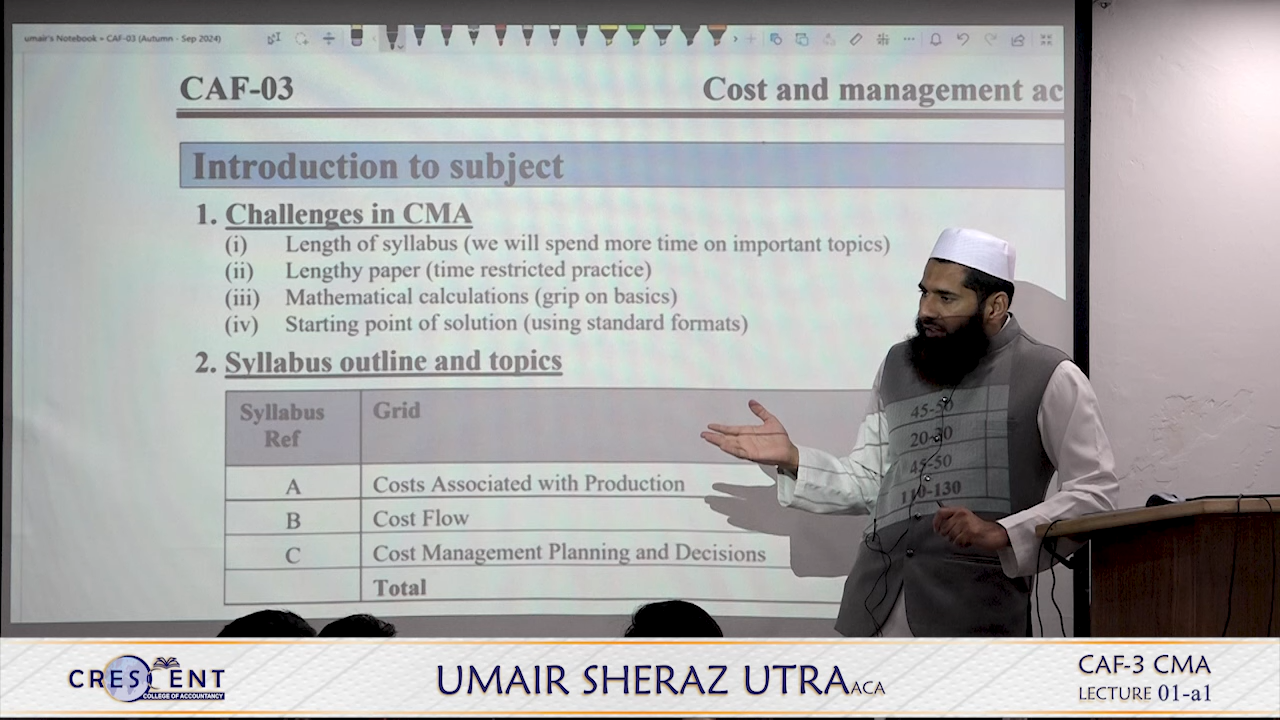 umair's Notebook » CAF-03 (Autumn - Sep 2024)
CAF-03 Cost and management ac
Introduction to subject
1. Challenges in CMA
(i) Length of syllabus (we will spend more time on important topics)
(ii) Lengthy paper (time restricted practice)
(iii) Mathematical calculations (grip on basics)
(iv) Starting point of solution (using standard formats)
2. Syllabus outline and topics
Syllabus Ref Grid
A Costs Associated with Production 45-50
B Cost Flow 20-30
C Cost Management Planning and Decisions 45-50
Total 110-130
CRESCENT
COLLEGE OF ACCOUNTANCY
UMAIR SHERAZ UTRA ACA
CAF-3 CMA
LECTURE 01-a1